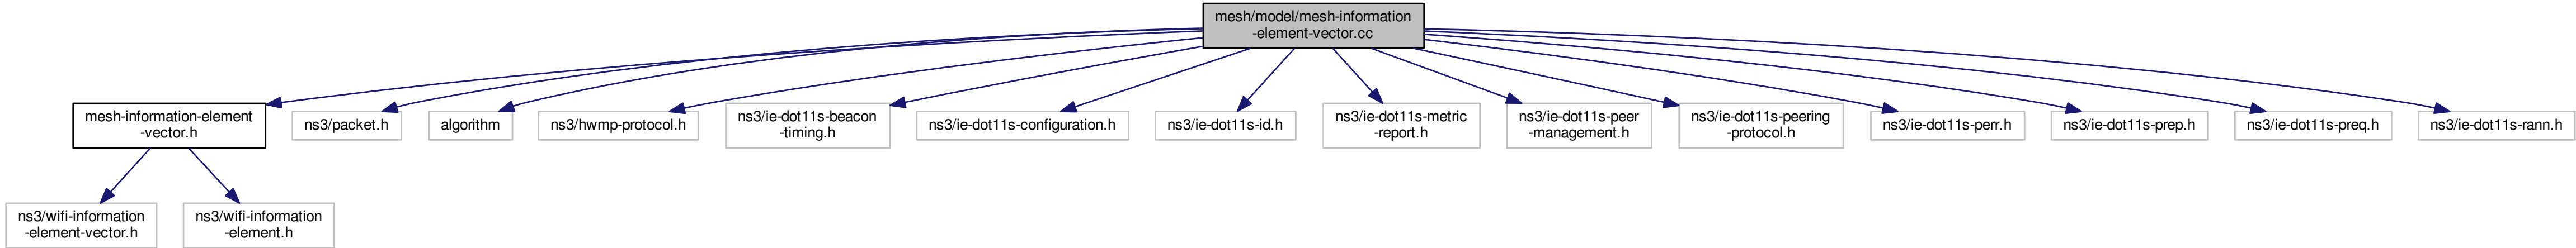 mesh/model/mesh-information
-element-vector.cc
mesh-information-element
-vector.h
ns3/packet.h
algorithm
ns3/hwmp-protocol.h
ns3/ie-dot11s-beacon
-timing.h
ns3/ie-dot11s-configuration.h
ns3/ie-dot11s-id.h
ns3/ie-dot11s-metric
-report.h
ns3/ie-dot11s-peer
-management.h
ns3/ie-dot11s-peering
-protocol.h
ns3/ie-dot11s-perr.h
ns3/ie-dot11s-prep.h
ns3/ie-dot11s-preq.h
ns3/ie-dot11s-rann.h
ns3/wifi-information
-element-vector.h
ns3/wifi-information
-element.h